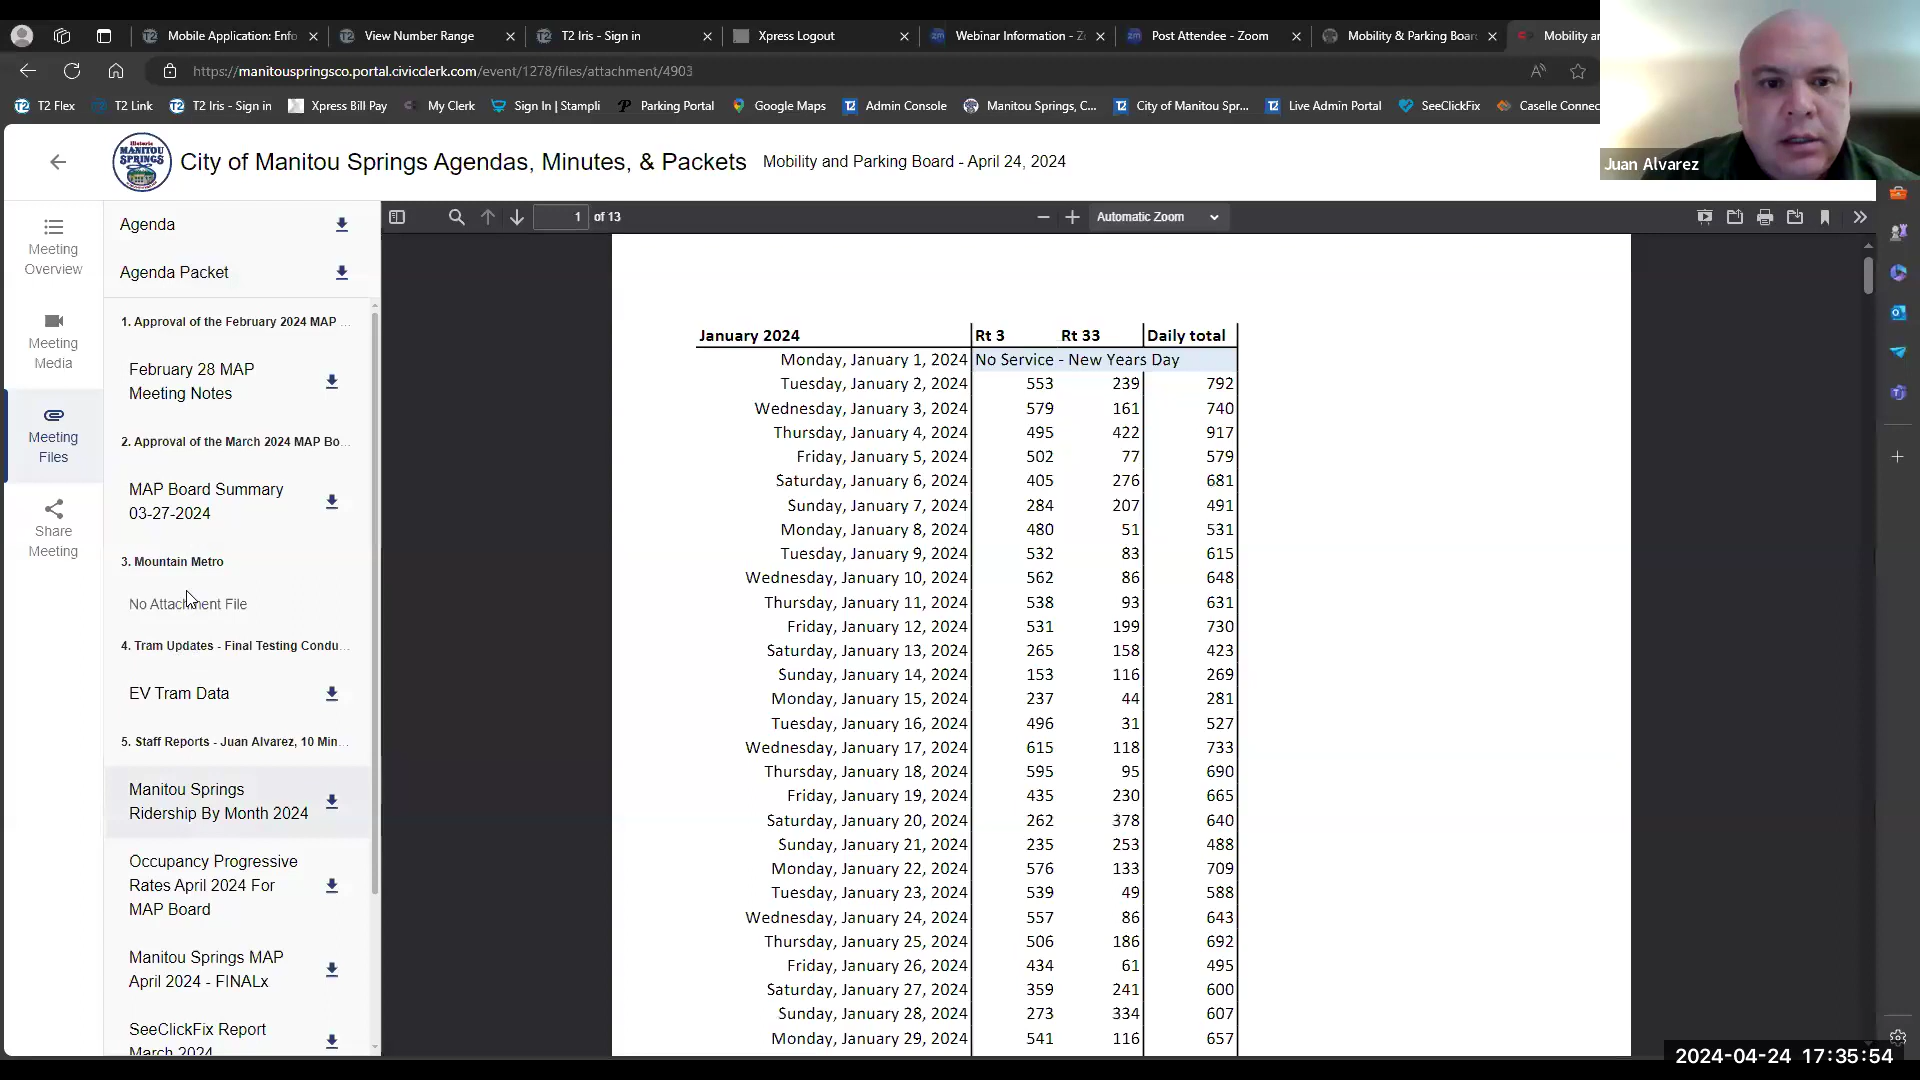 Mobile Application: Enfo
View Number Range
T2 Iris - Sign in
Xpress Logout
Webinar Information - Z
Post Attendee - Zoom
Mobility & Parking Boar
Mobility an
https://manitouspringsco.portal.civicclerk.com/event/1278/files/attachment/4903
T2 Flex
T2 Link
T2 Iris - Sign in
Xpress Bill Pay
My Clerk
Sign In | Stampli
Parking Portal
Google Maps
Admin Console
Manitou Springs, C...
City of Manitou Spr...
Live Admin Portal
SeeClickFix
Caselle Connec
Juan Alvarez
City of Manitou Springs Agendas, Minutes, & Packets
Mobility and Parking Board - April 24, 2024
Meeting
Overview
Meeting
Media
Meeting
Files
Share
Meeting
Agenda
Agenda Packet
1. Approval of the February 2024 MAP ...
February 28 MAP
Meeting Notes
2. Approval of the March 2024 MAP Bo...
MAP Board Summary
03-27-2024
3. Mountain Metro
No Attachment File
4. Tram Updates - Final Testing Condu...
EV Tram Data
5. Staff Reports - Juan Alvarez, 10 Min...
Manitou Springs
Ridership By Month 2024
Occupancy Progressive
Rates April 2024 For
MAP Board
Manitou Springs MAP
April 2024 - FINALx
SeeClickFix Report
March 2024
1 of 13
Automatic Zoom
January 2024 Rt 3 Rt 33 Daily total
Monday, January 1, 2024 No Service - New Years Day
Tuesday, January 2, 2024 553 239 792
Wednesday, January 3, 2024 579 161 740
Thursday, January 4, 2024 495 422 917
Friday, January 5, 2024 502 77 579
Saturday, January 6, 2024 405 276 681
Sunday, January 7, 2024 284 207 491
Monday, January 8, 2024 480 51 531
Tuesday, January 9, 2024 532 83 615
Wednesday, January 10, 2024 562 86 648
Thursday, January 11, 2024 538 93 631
Friday, January 12, 2024 531 199 730
Saturday, January 13, 2024 265 158 423
Sunday, January 14, 2024 153 116 269
Monday, January 15, 2024 237 44 281
Tuesday, January 16, 2024 496 31 527
Wednesday, January 17, 2024 615 118 733
Thursday, January 18, 2024 595 95 690
Friday, January 19, 2024 435 230 665
Saturday, January 20, 2024 262 378 640
Sunday, January 21, 2024 235 253 488
Monday, January 22, 2024 576 133 709
Tuesday, January 23, 2024 539 49 588
Wednesday, January 24, 2024 557 86 643
Thursday, January 25, 2024 506 186 692
Friday, January 26, 2024 434 61 495
Saturday, January 27, 2024 359 241 600
Sunday, January 28, 2024 273 334 607
Monday, January 29, 2024 541 116 657
2024-04-24 17:35:54